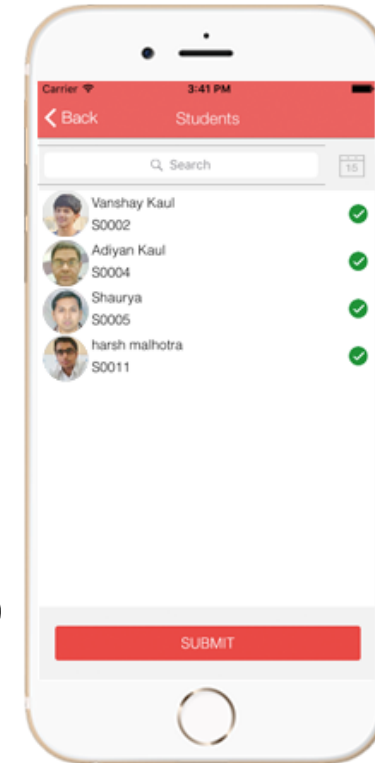 Carrier 3:41 PM
Back Students
Search 15
Vanshay Kaul
S0002
Adiyan Kaul
S0004
Shaurya
S0005
harsh malhotra
S0011
SUBMIT